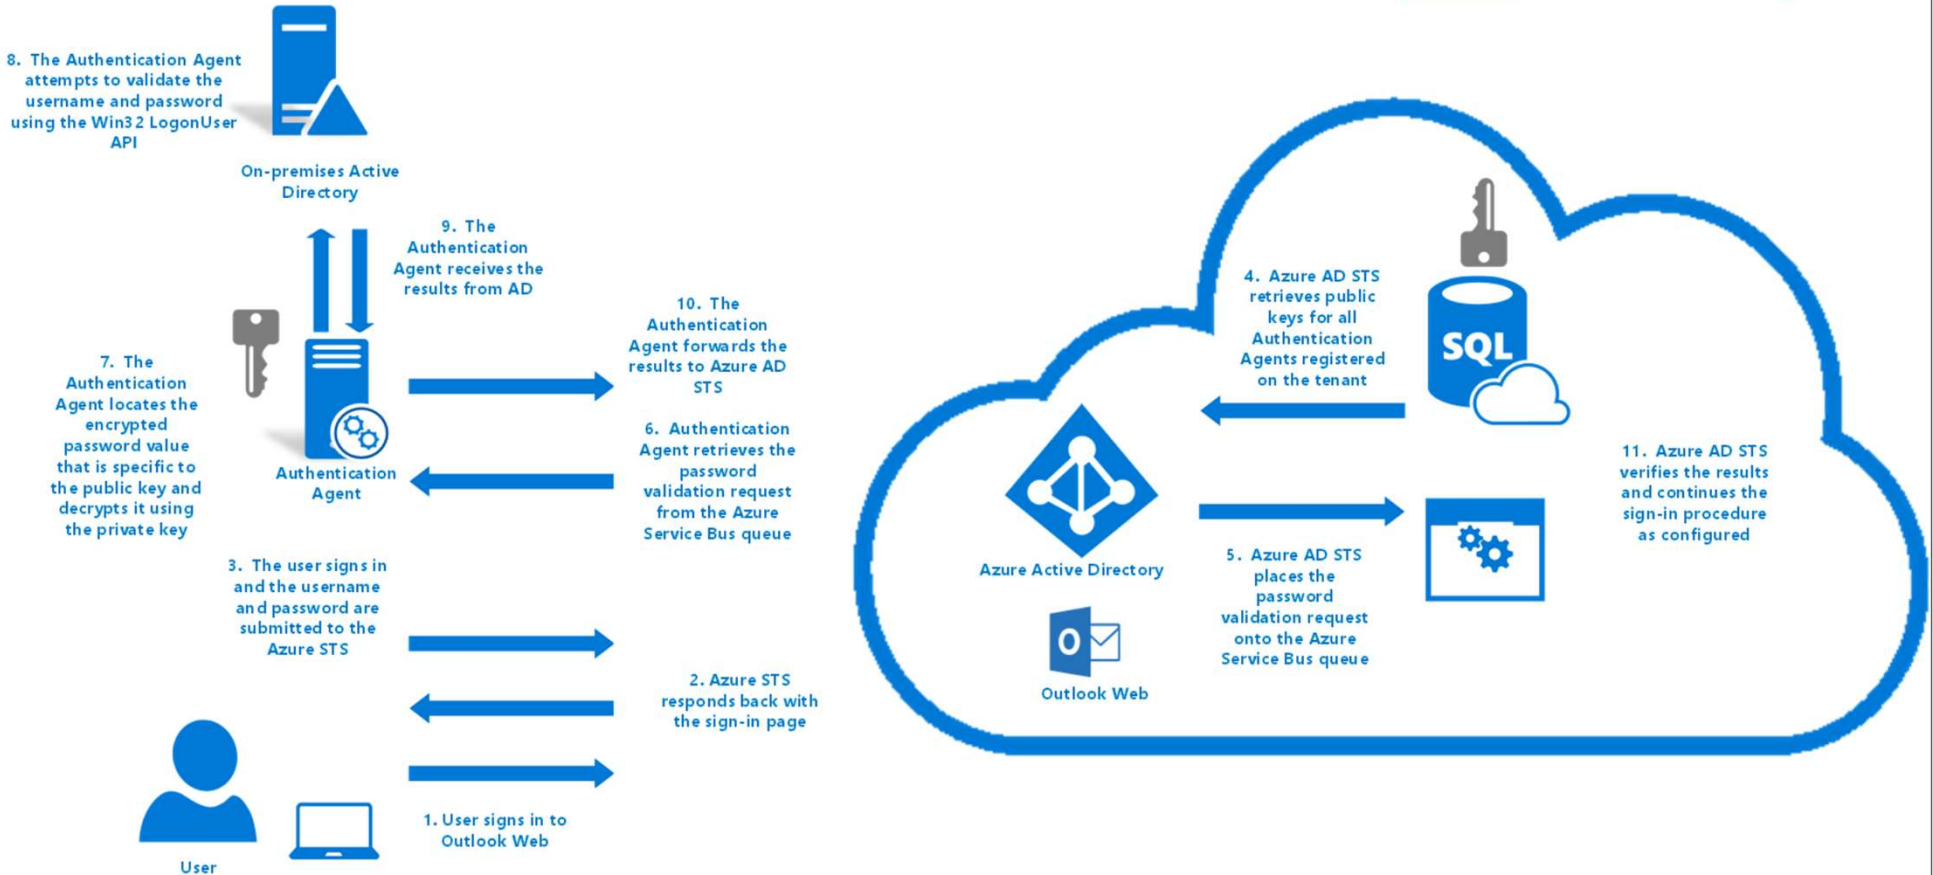 8. The Authentication Agent
attempts to validate the
username and password
using the Win32 LogonUser
API
On-premises Active
Directory
9. The
Authentication
Agent receives the
results from AD
10. The
Authentication
Agent forwards the
results to Azure AD
STS
7. The
Authentication
Agent locates the
encrypted
password value
that is specific to
the public key and
decrypts it using
the private key
Authentication
Agent
6. Authentication
Agent retrieves the
password
validation request
from the Azure
Service Bus queue
3. The user signs in
and the username
and password are
submitted to the
Azure STS
2. Azure STS
responds back with
the sign-in page
1. User signs in to
Outlook Web
User
4. Azure AD STS
retrieves public
keys for all
Authentication
Agents registered
on the tenant
SQL
Azure Active Directory
5. Azure AD STS
places the
password
validation request
onto the Azure
Service Bus queue
O
Outlook Web
11. Azure AD STS
verifies the results
and continues the
sign-in procedure
as configured